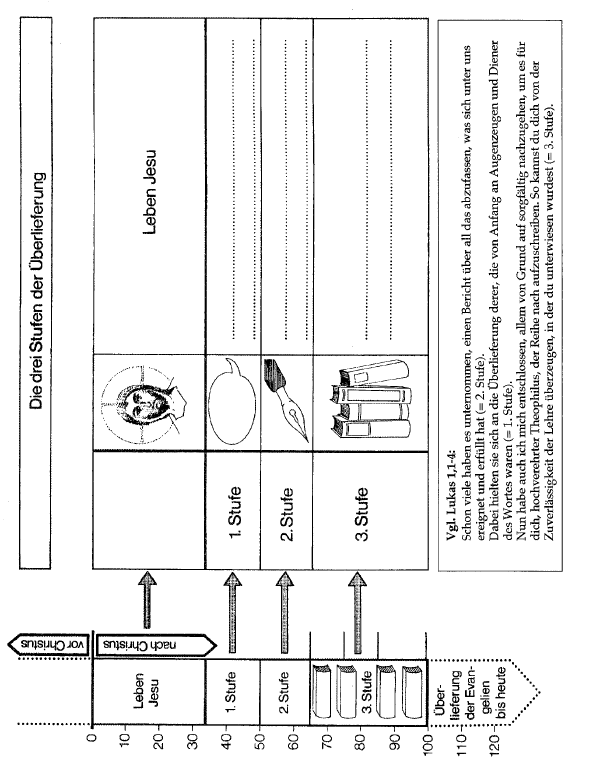 Die drei Stufen der Überlieferung
vor Christus
nach Christus
0
10
20
30
40
50
60
70
80
90
100
110
120
Leben
Jesu
1. Stufe
2. Stufe
3. Stufe
Über-
lieferung
der Evan-
gelien
bis heute
Leben Jesu
1. Stufe
2. Stufe
3. Stufe
Vgl. Lukas 1,1-4:
Schon viele haben es unternommen, einen Bericht über all das abzufassen, was sich unter uns
ereignet und erfüllt hat (= 2. Stufe).
Dabei hielten sie sich an die Überlieferung derer, die von Anfang an Augenzeugen und Diener
des Wortes waren (= 1. Stufe).
Nun habe auch ich mich entschlossen, allem von Grund auf sorgfältig nachzugehen, um es für
dich, hochverehrter Theophilus, der Reihe nach aufzuschreiben. So kannst du dich von der
Zuverlässigkeit der Lehre überzeugen, in der du unterwiesen wurdest (= 3. Stufe).